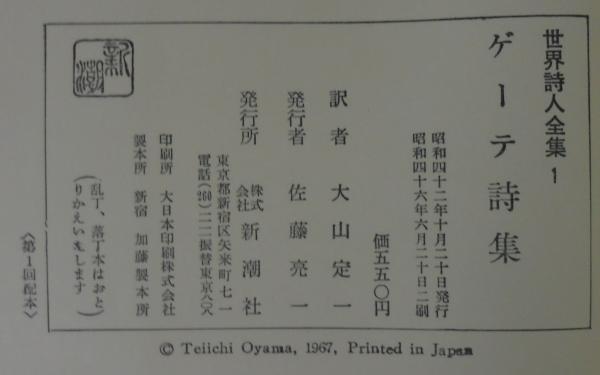 世界詩人全集 1
ゲーテ詩集
昭和四十二年十月二十日発行
昭和四十六年六月二十日二刷
価五五〇円
訳者 大山定一
発行者 佐藤亮一
発行所 株式会社 新潮社
東京都新宿区矢来町七一
電話(260)一一一一振替東京八〇八
印刷所 大日本印刷株式会社
製本所 新宿 加藤製本所
(乱丁、落丁本はおと
りかえいたします)
〈第1回配本〉
新潮
© Teiichi Oyama, 1967, Printed in Japan